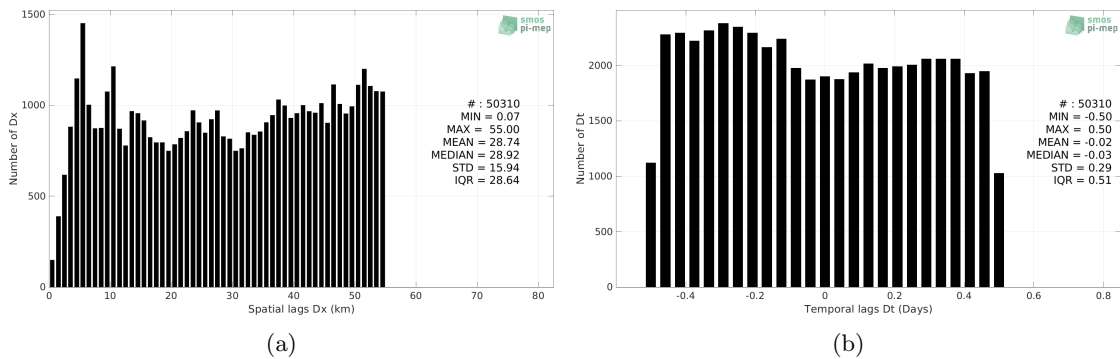 1500
1000
500
0
0 10 20 30 40 50 60 70 80
Number of Dx
Spatial lags Dx (km)
smos
pi-mep
# : 50310
MIN = 0.07
MAX = 55.00
MEAN = 28.74
MEDIAN = 28.92
STD = 15.94
IQR = 28.64
(a)
2000
1500
1000
500
0
-0.4 -0.2 0 0.2 0.4 0.6 0.8
Number of Dt
Temporal lags Dt (Days)
smos
pi-mep
# : 50310
MIN = -0.50
MAX = 0.50
MEAN = -0.02
MEDIAN = -0.03
STD = 0.29
IQR = 0.51
(b)